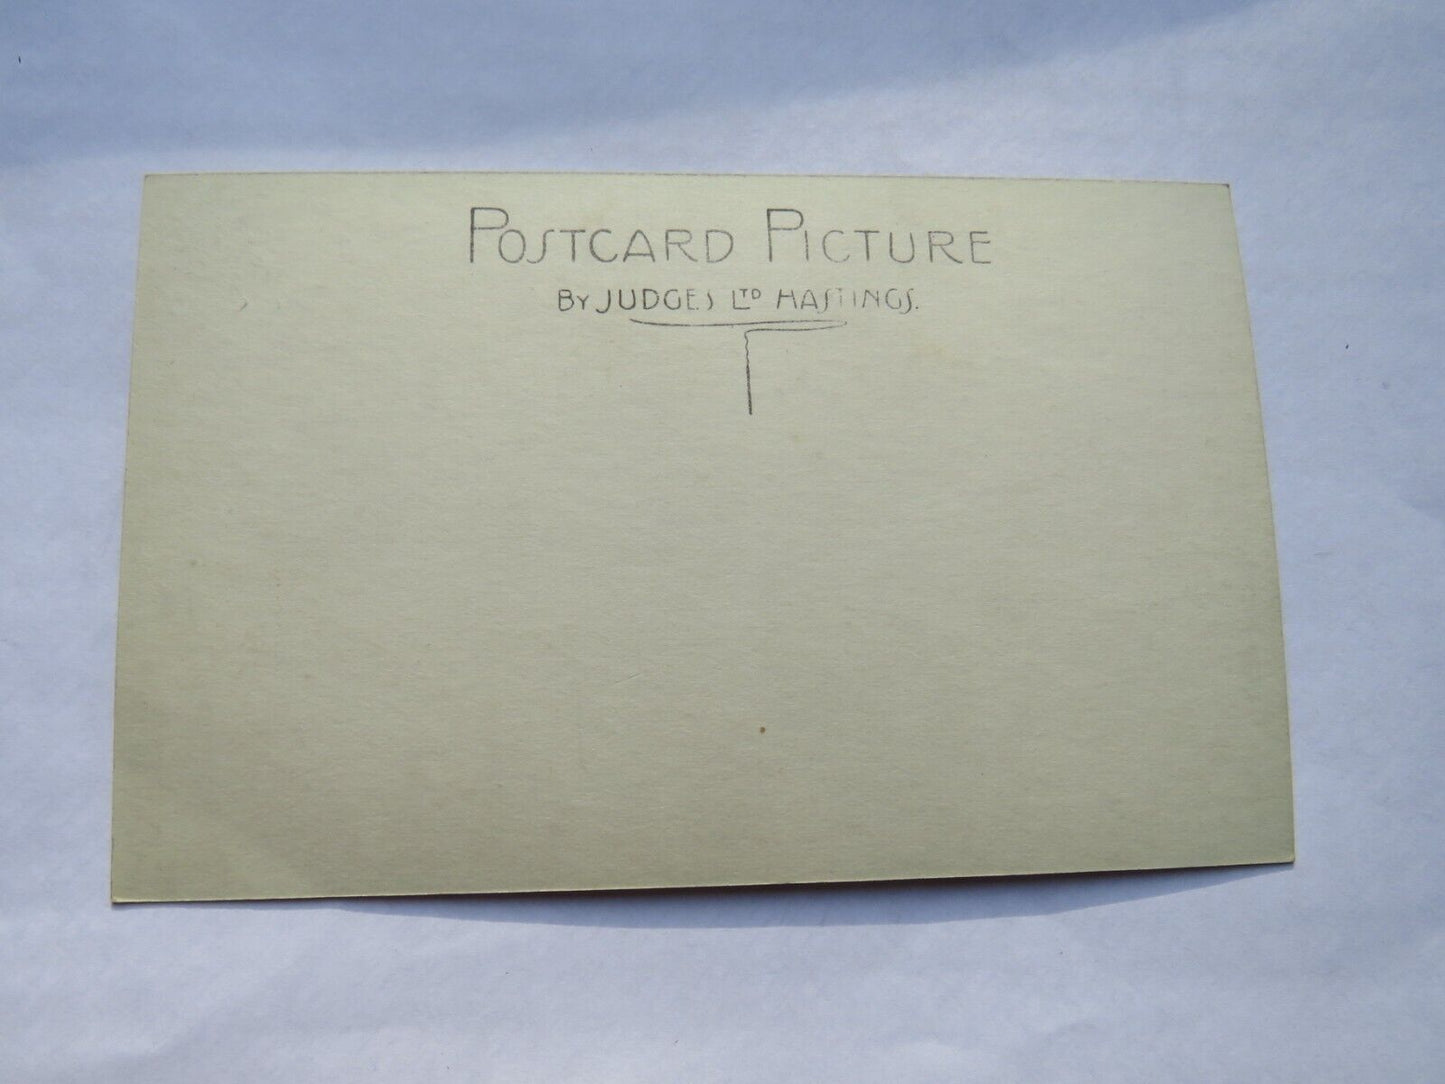 POSTCARD PICTURE
BY JUDGES LTD HASTINGS.